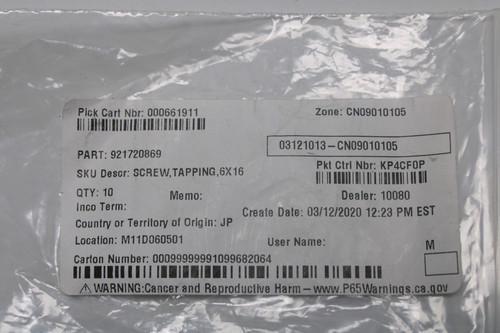 Pick Cart Nbr: 000661911
Zone: CN09010105
03121013-CN09010105
PART: 921720869
SKU Descr: SCREW,TAPPING,6X16
Pkt Ctrl Nbr: KP4CF0P
QTY: 10
Memo:
Dealer: 10080
Inco Term:
Create Date: 03/12/2020 12:23 PM EST
Country or Territory of Origin: JP
Location: M11D060501
User Name:
M
Carton Number: 00099999991099682064
⚠ WARNING:Cancer and Reproductive Harm-www.P65Warnings.ca.gov